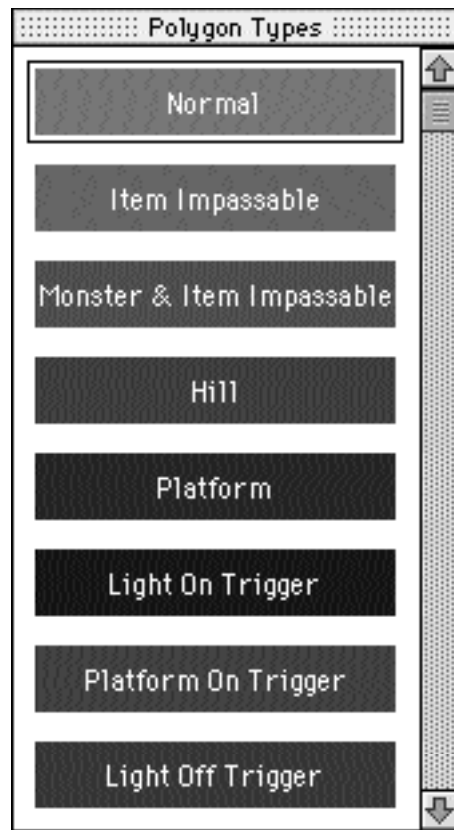 Polygon Types
Normal
Item Impassable
Monster & Item Impassable
Hill
Platform
Light On Trigger
Platform On Trigger
Light Off Trigger